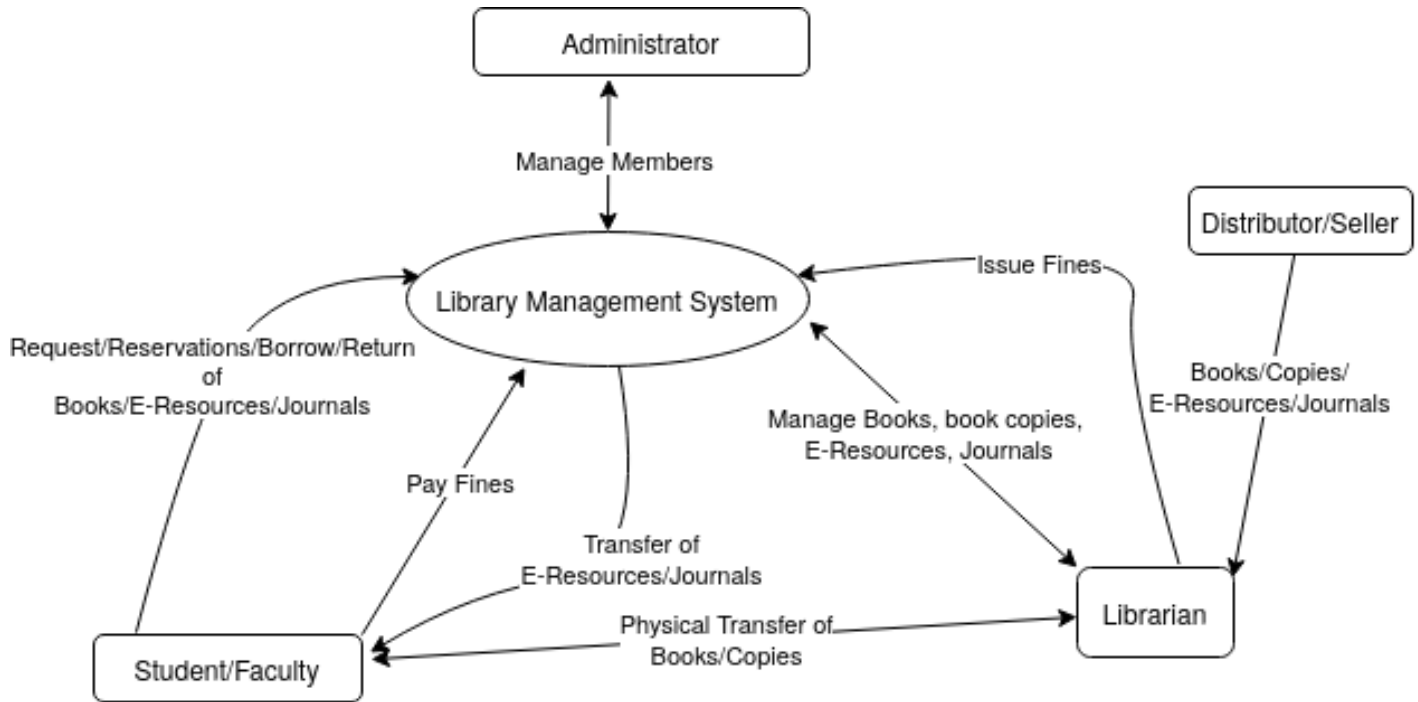 Administrator
Manage Members
Distributor/Seller
Issue Fines
Library Management System
Request/Reservations/Borrow/Return
of
Books/E-Resources/Journals
Books/Copies/
E-Resources/Journals
Manage Books, book copies,
E-Resources, Journals
Pay Fines
Transfer of
E-Resources/Journals
Physical Transfer of
Books/Copies
Librarian
Student/Faculty